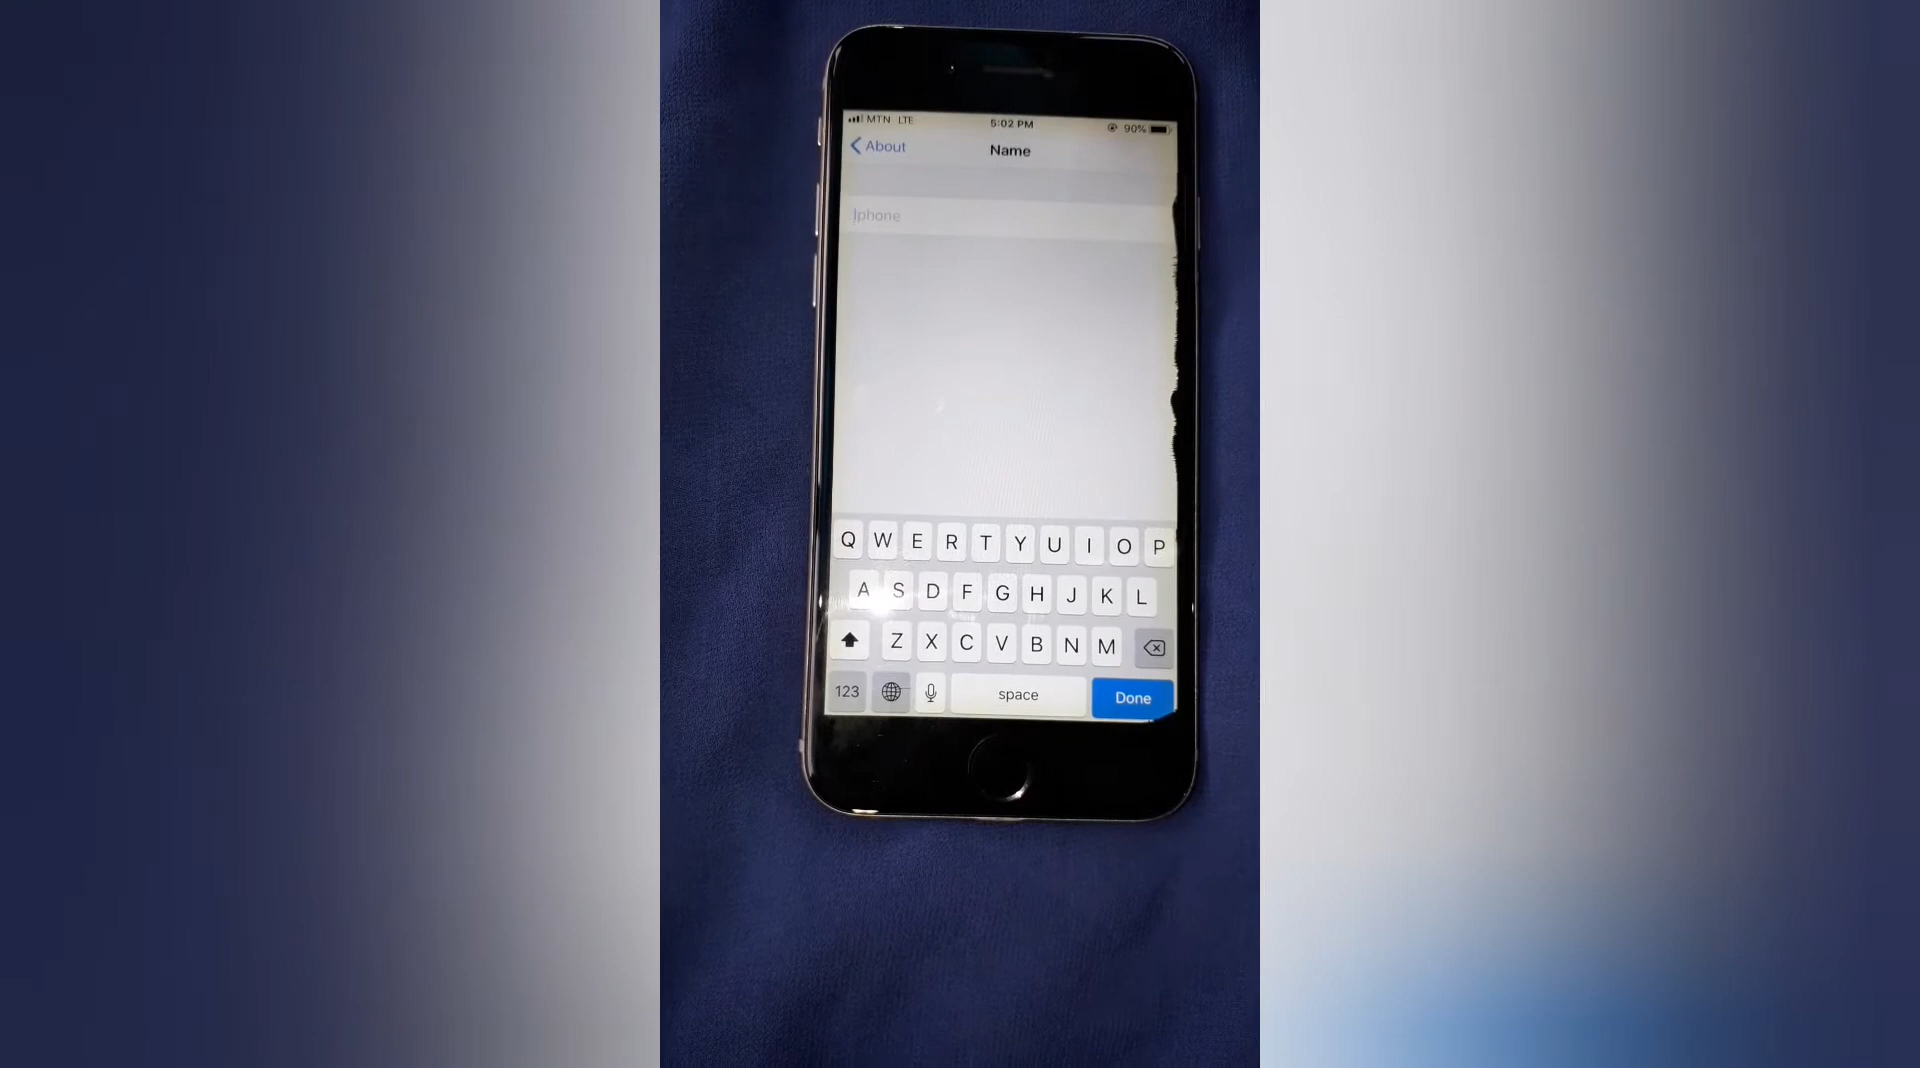 MTN LTE 5:02 PM 90%
About Name
Iphone
Q W E R T Y U I O P
A S D F G H J K L
Z X C V B N M
123 space Done